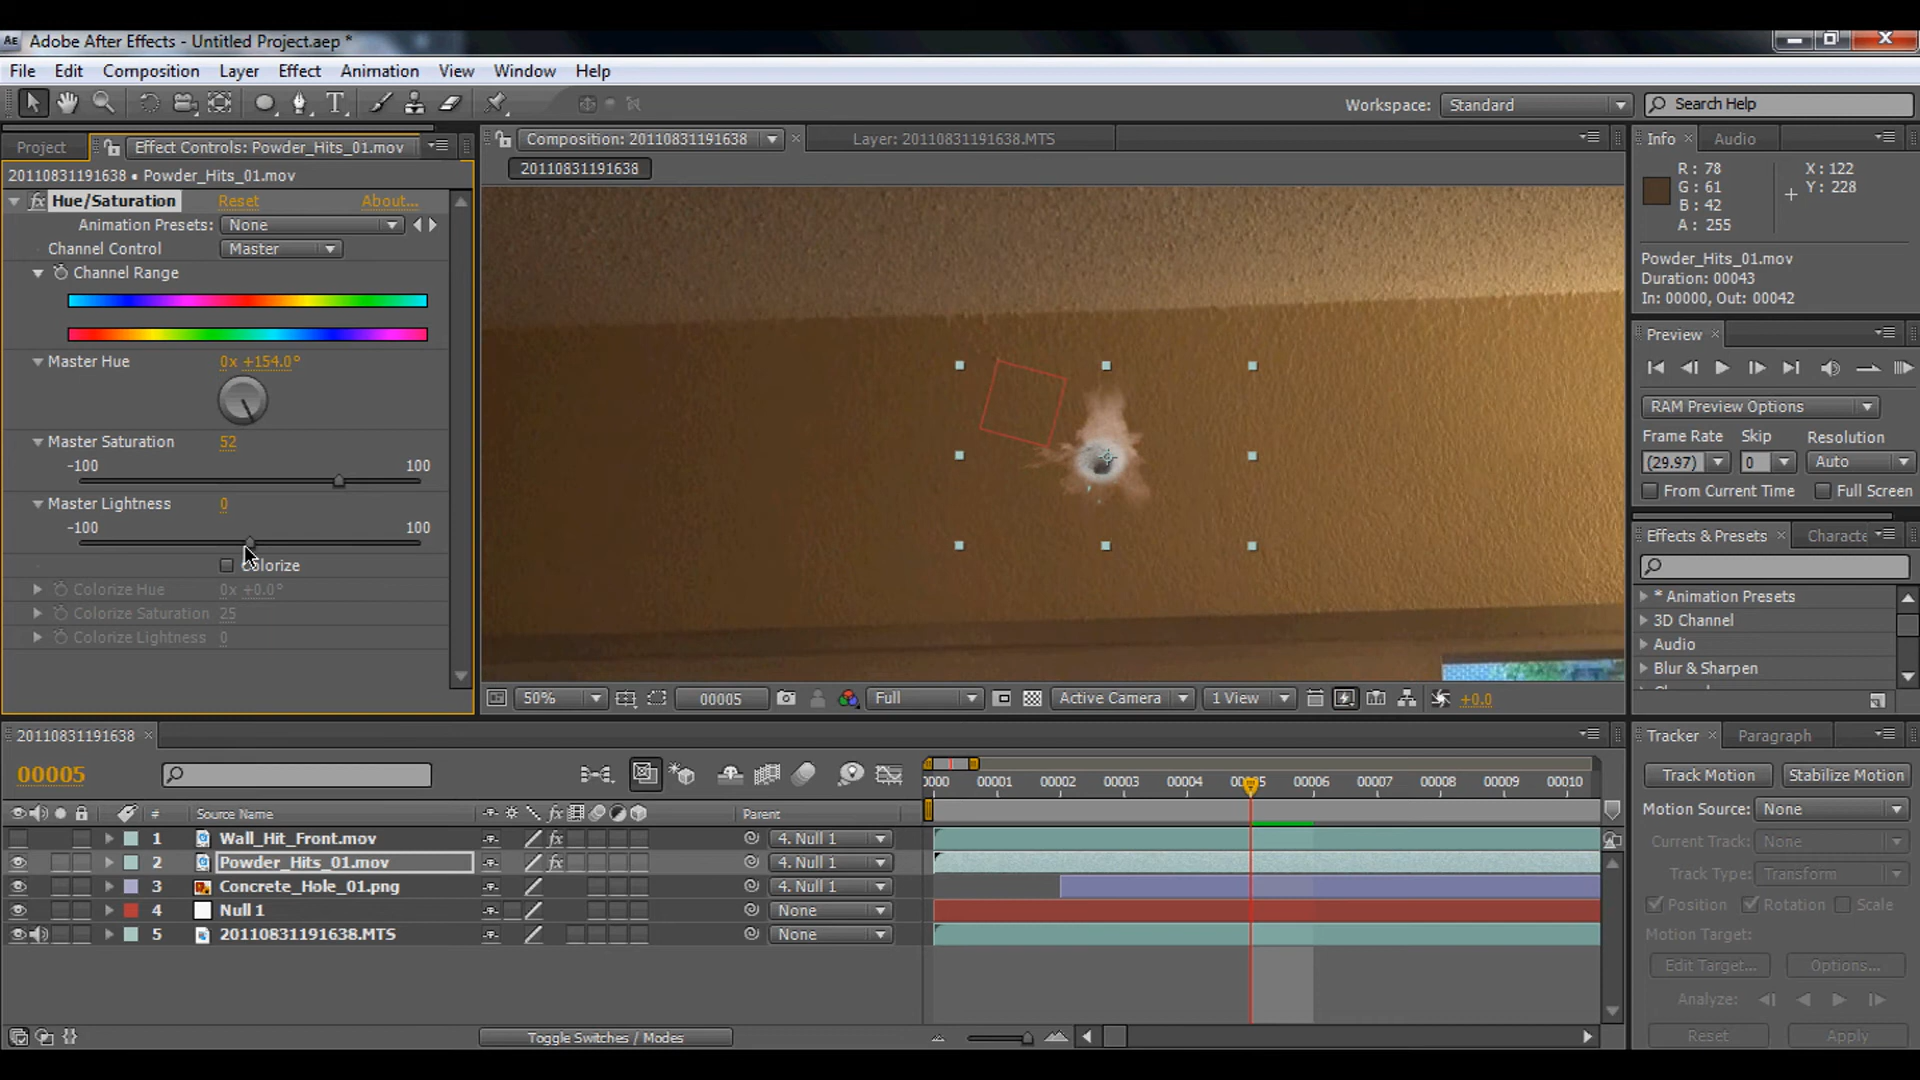 AE Adobe After Effects - Untitled Project.aep *
File Edit Composition Layer Effect Animation View Window Help
Workspace: Standard Search Help
Project Effect Controls: Powder_Hits_01.mov
20110831191638 • Powder_Hits_01.mov
fx Hue/Saturation Reset About...
Animation Presets: None
Channel Control Master
Channel Range
Master Hue 0x +154.0°
Master Saturation 52
-100 100
Master Lightness 0
-100 100
Colorize Hue 0x +0.0°
Colorize Saturation 25
Colorize Lightness 0
Composition: 20110831191638 Layer: 20110831191638.MTS
20110831191638
50% 00005 Full Active Camera 1 View +0.0
Info Audio
R: 78 X: 122
G: 61 Y: 228
B: 42
A: 255
Powder_Hits_01.mov
Duration: 00043
In: 00000, Out: 00042
Preview
RAM Preview Options
Frame Rate Skip Resolution
(29.97) 0 Auto
From Current Time Full Screen
Effects & Presets Characte
* Animation Presets
3D Channel
Audio
Blur & Sharpen
Tracker Paragraph
Track Motion Stabilize Motion
Motion Source: None
Current Track: None
Track Type: Transform
Position Rotation Scale
Motion Target:
Edit Target... Options...
Analyze:
Reset Apply
20110831191638
00005
0000 00001 00002 00003 00004 00005 00006 00007 00008 00009 00010
# Source Name fx Parent
1 Wall_Hit_Front.mov fx 4. Null 1
2 Powder_Hits_01.mov fx 4. Null 1
3 Concrete_Hole_01.png 4. Null 1
4 Null 1 None
5 20110831191638.MTS None
Toggle Switches / Modes